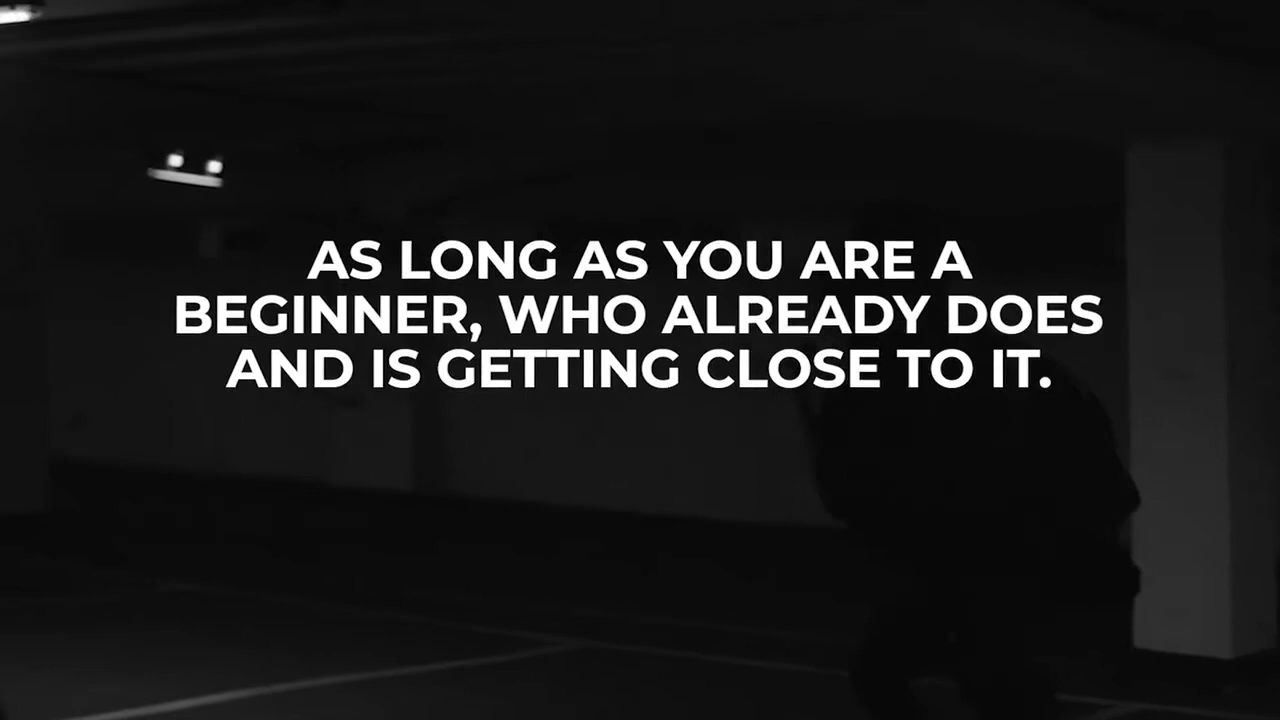 AS LONG AS YOU ARE A
BEGINNER, WHO ALREADY DOES
AND IS GETTING CLOSE TO IT.